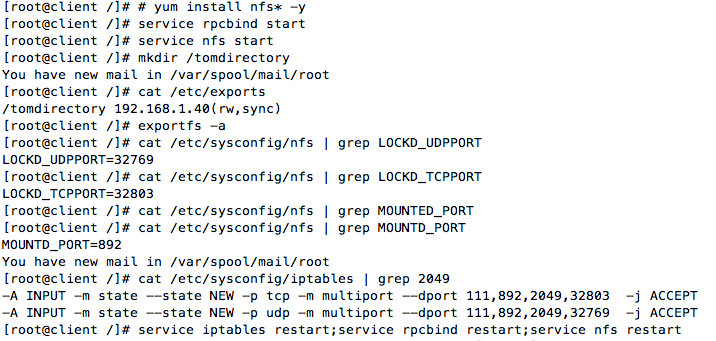 [root@client /]# # yum install nfs* -y
[root@client /]# service rpcbind start
[root@client /]# service nfs start
[root@client /]# mkdir /tomdirectory
You have new mail in /var/spool/mail/root
[root@client /]# cat /etc/exports
/tomdirectory 192.168.1.40(rw,sync)
[root@client /]# exportfs -a
[root@client /]# cat /etc/sysconfig/nfs | grep LOCKD_UDPPORT
LOCKD_UDPPORT=32769
[root@client /]# cat /etc/sysconfig/nfs | grep LOCKD_TCPPORT
LOCKD_TCPPORT=32803
[root@client /]# cat /etc/sysconfig/nfs | grep MOUNTED_PORT
[root@client /]# cat /etc/sysconfig/nfs | grep MOUNTD_PORT
MOUNTD_PORT=892
You have new mail in /var/spool/mail/root
[root@client /]# cat /etc/sysconfig/iptables | grep 2049
-A INPUT -m state --state NEW -p tcp -m multiport --dport 111,892,2049,32803  -j ACCEPT
-A INPUT -m state --state NEW -p udp -m multiport --dport 111,892,2049,32769  -j ACCEPT
[root@client /]# service iptables restart;service rpcbind restart;service nfs restart